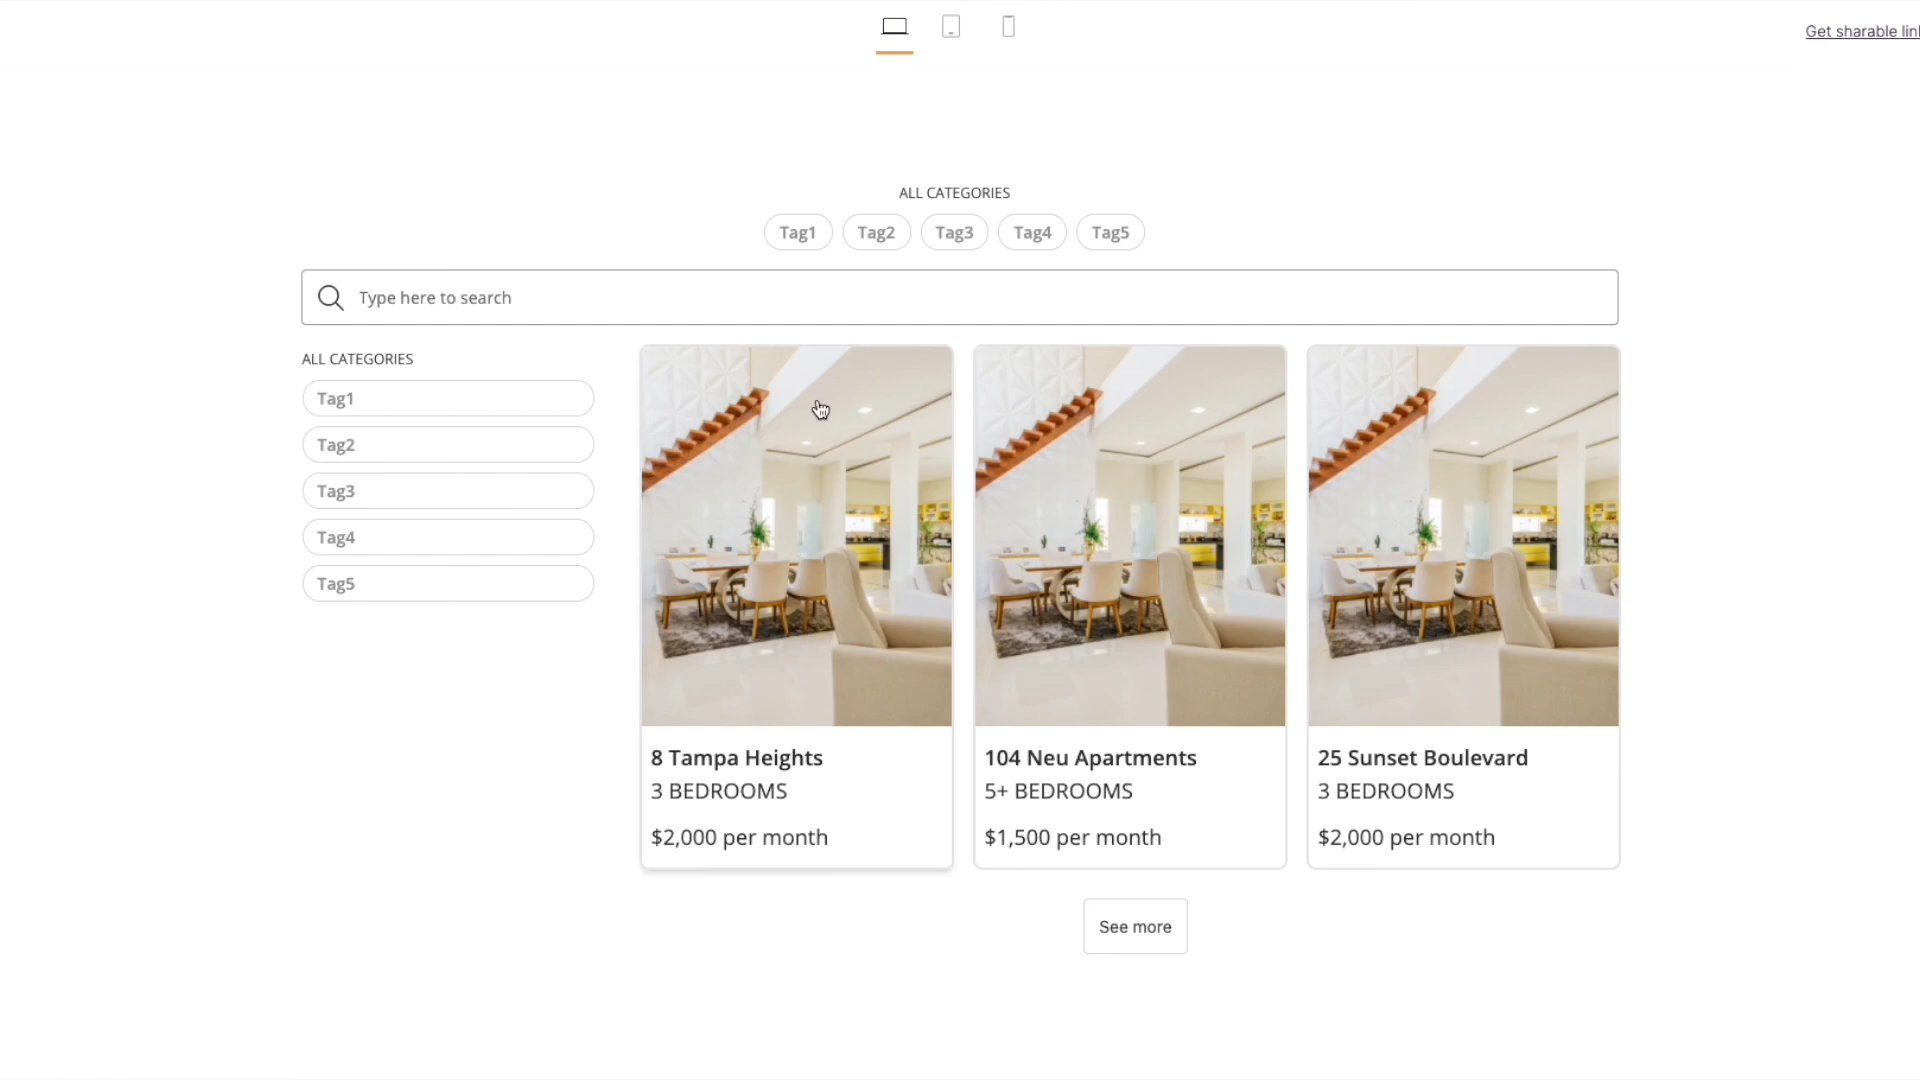 Get sharable lin
ALL CATEGORIES
Tag1 Tag2 Tag3 Tag4 Tag5
Type here to search
ALL CATEGORIES
Tag1
Tag2
Tag3
Tag4
Tag5
8 Tampa Heights
3 BEDROOMS
$2,000 per month
104 Neu Apartments
5+ BEDROOMS
$1,500 per month
25 Sunset Boulevard
3 BEDROOMS
$2,000 per month
See more